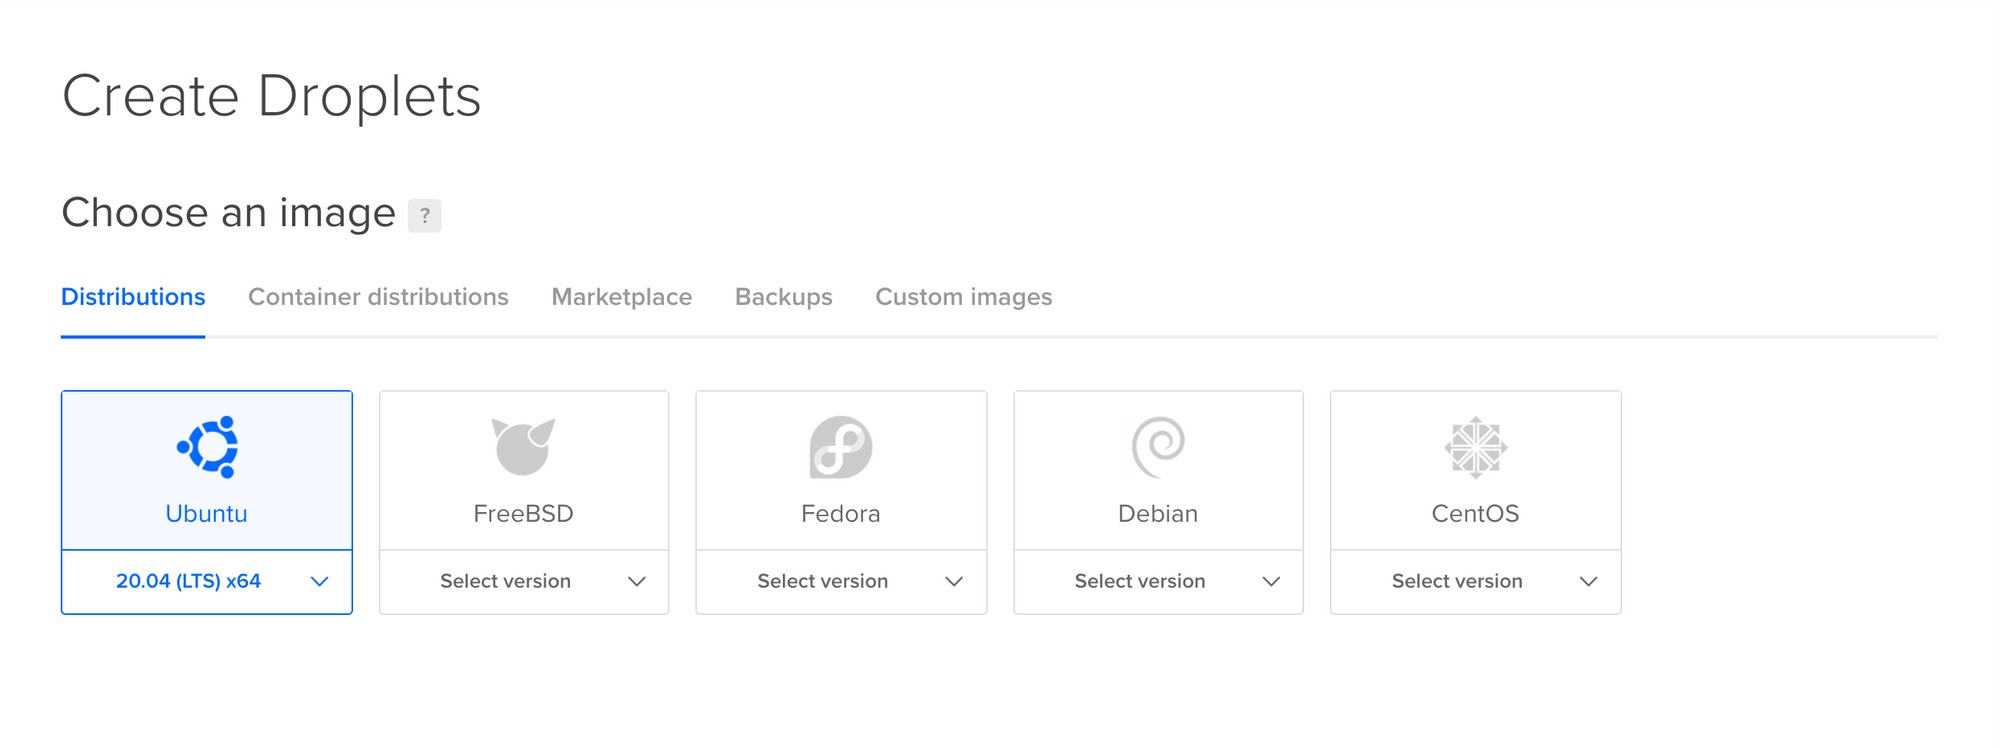 Create Droplets
Choose an image ?
Distributions Container distributions Marketplace Backups Custom images
Ubuntu FreeBSD Fedora Debian CentOS
20.04 (LTS) x64 Select version Select version Select version Select version